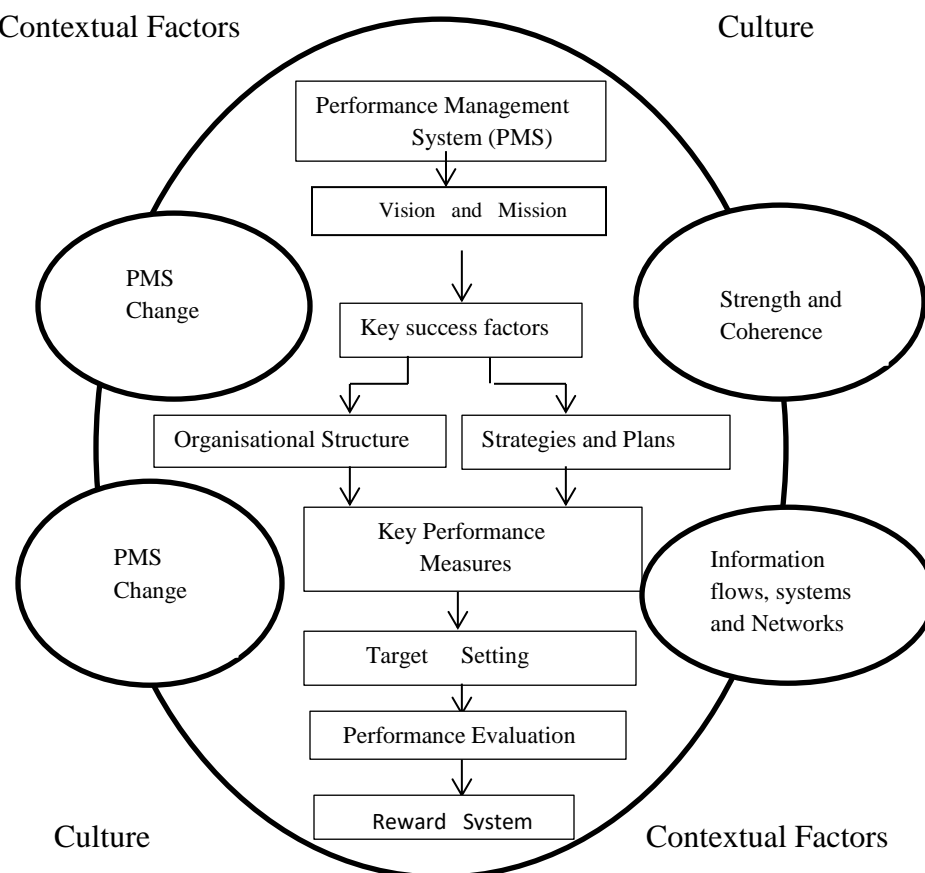 Contextual Factors
Culture
Performance Management
System (PMS)
Vision and Mission
PMS
Change
Strength and
Coherence
Key success factors
Organisational Structure
Strategies and Plans
Key Performance
Measures
PMS
Change
Information
flows, systems
and Networks
Target Setting
Performance Evaluation
Reward System
Culture
Contextual Factors